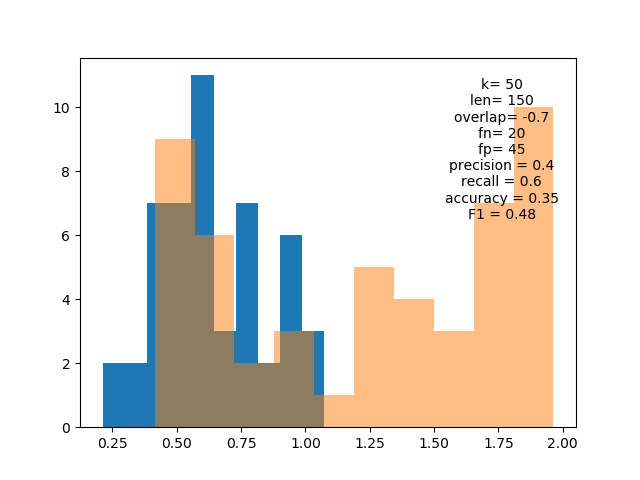 k= 50
len= 150
overlap= -0.7
fn= 20
fp= 45
precision = 0.4
recall = 0.6
accuracy = 0.35
F1 = 0.48
10
8
6
4
2
0
0.25 0.50 0.75 1.00 1.25 1.50 1.75 2.00